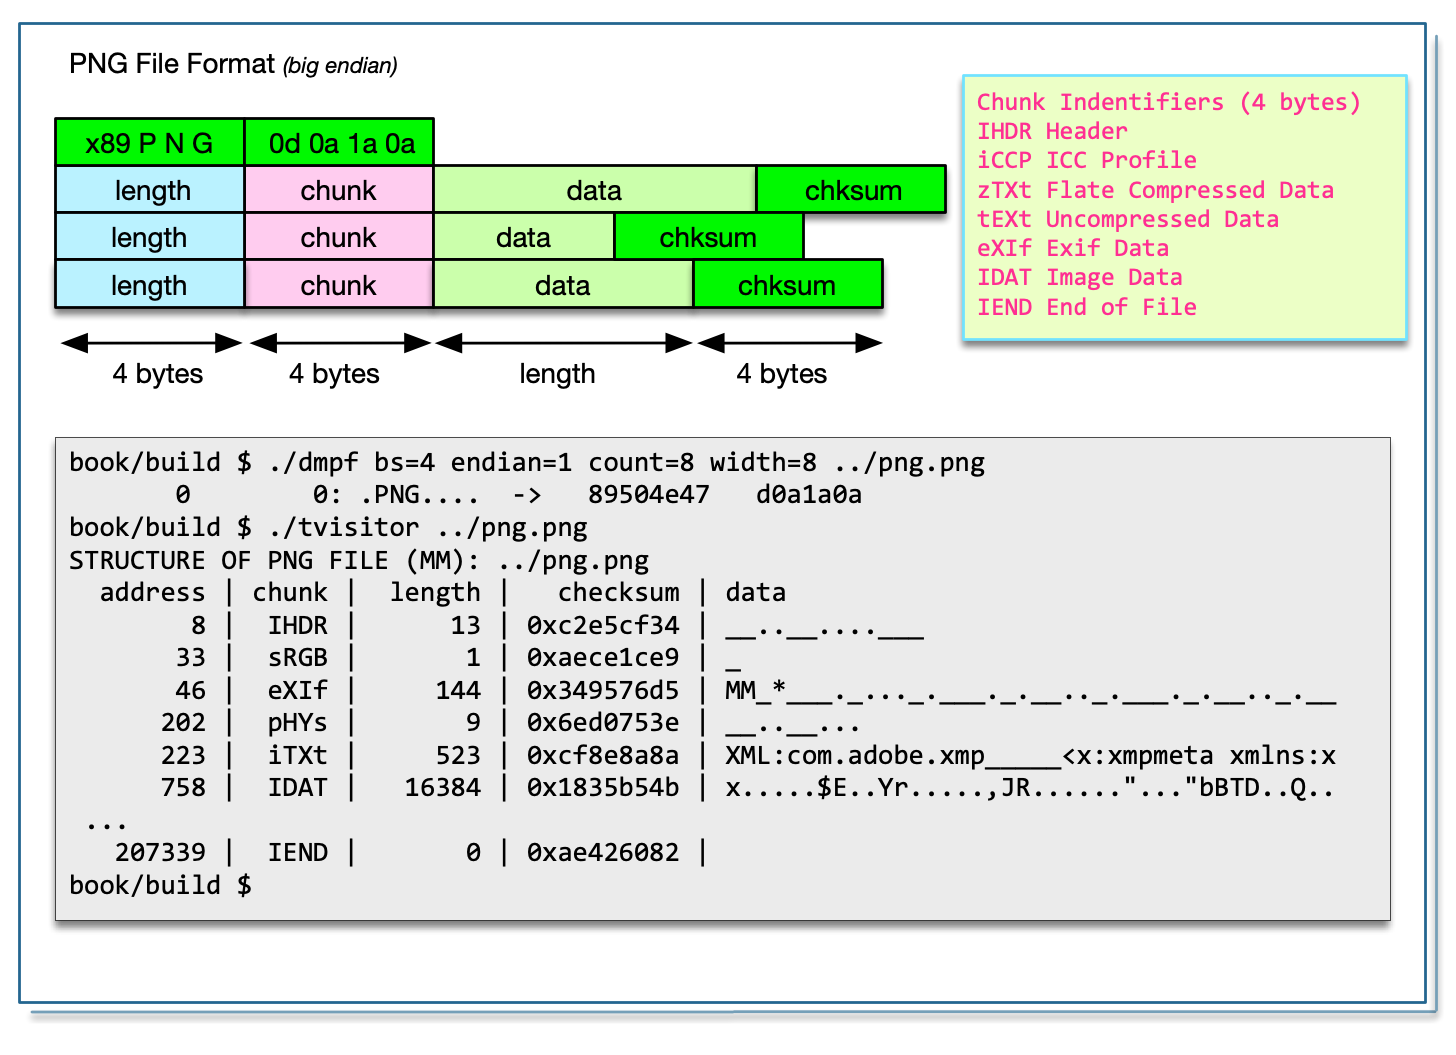 PNG File Format (big endian)
x89 P N G 0d 0a 1a 0a
length chunk data chksum
length chunk data chksum
length chunk data chksum
4 bytes 4 bytes length 4 bytes
Chunk Indentifiers (4 bytes)
IHDR Header
iCCP ICC Profile
zTXt Flate Compressed Data
tEXt Uncompressed Data
eXIf Exif Data
IDAT Image Data
IEND End of File
book/build $ ./dmpf bs=4 endian=1 count=8 width=8 ../png.png
       0        0: .PNG....  ->   89504e47   d0a1a0a
book/build $ ./tvisitor ../png.png
STRUCTURE OF PNG FILE (MM): ../png.png
  address | chunk |  length |   checksum | data
        8 |  IHDR |      13 | 0xc2e5cf34 | __..__....___
       33 |  sRGB |       1 | 0xaece1ce9 | _
       46 |  eXIf |     144 | 0x349576d5 | MM_*___._..._.___._.__.._.___._.__.._.__
      202 |  pHYs |       9 | 0x6ed0753e | __..__...
      223 |  iTXt |     523 | 0xcf8e8a8a | XML:com.adobe.xmp_____<x:xmpmeta xmlns:x
      758 |  IDAT |   16384 | 0x1835b54b | x.....$E..Yr.....,JR......"..."bBTD..Q..
 ...
   207339 |  IEND |       0 | 0xae426082 |
book/build $